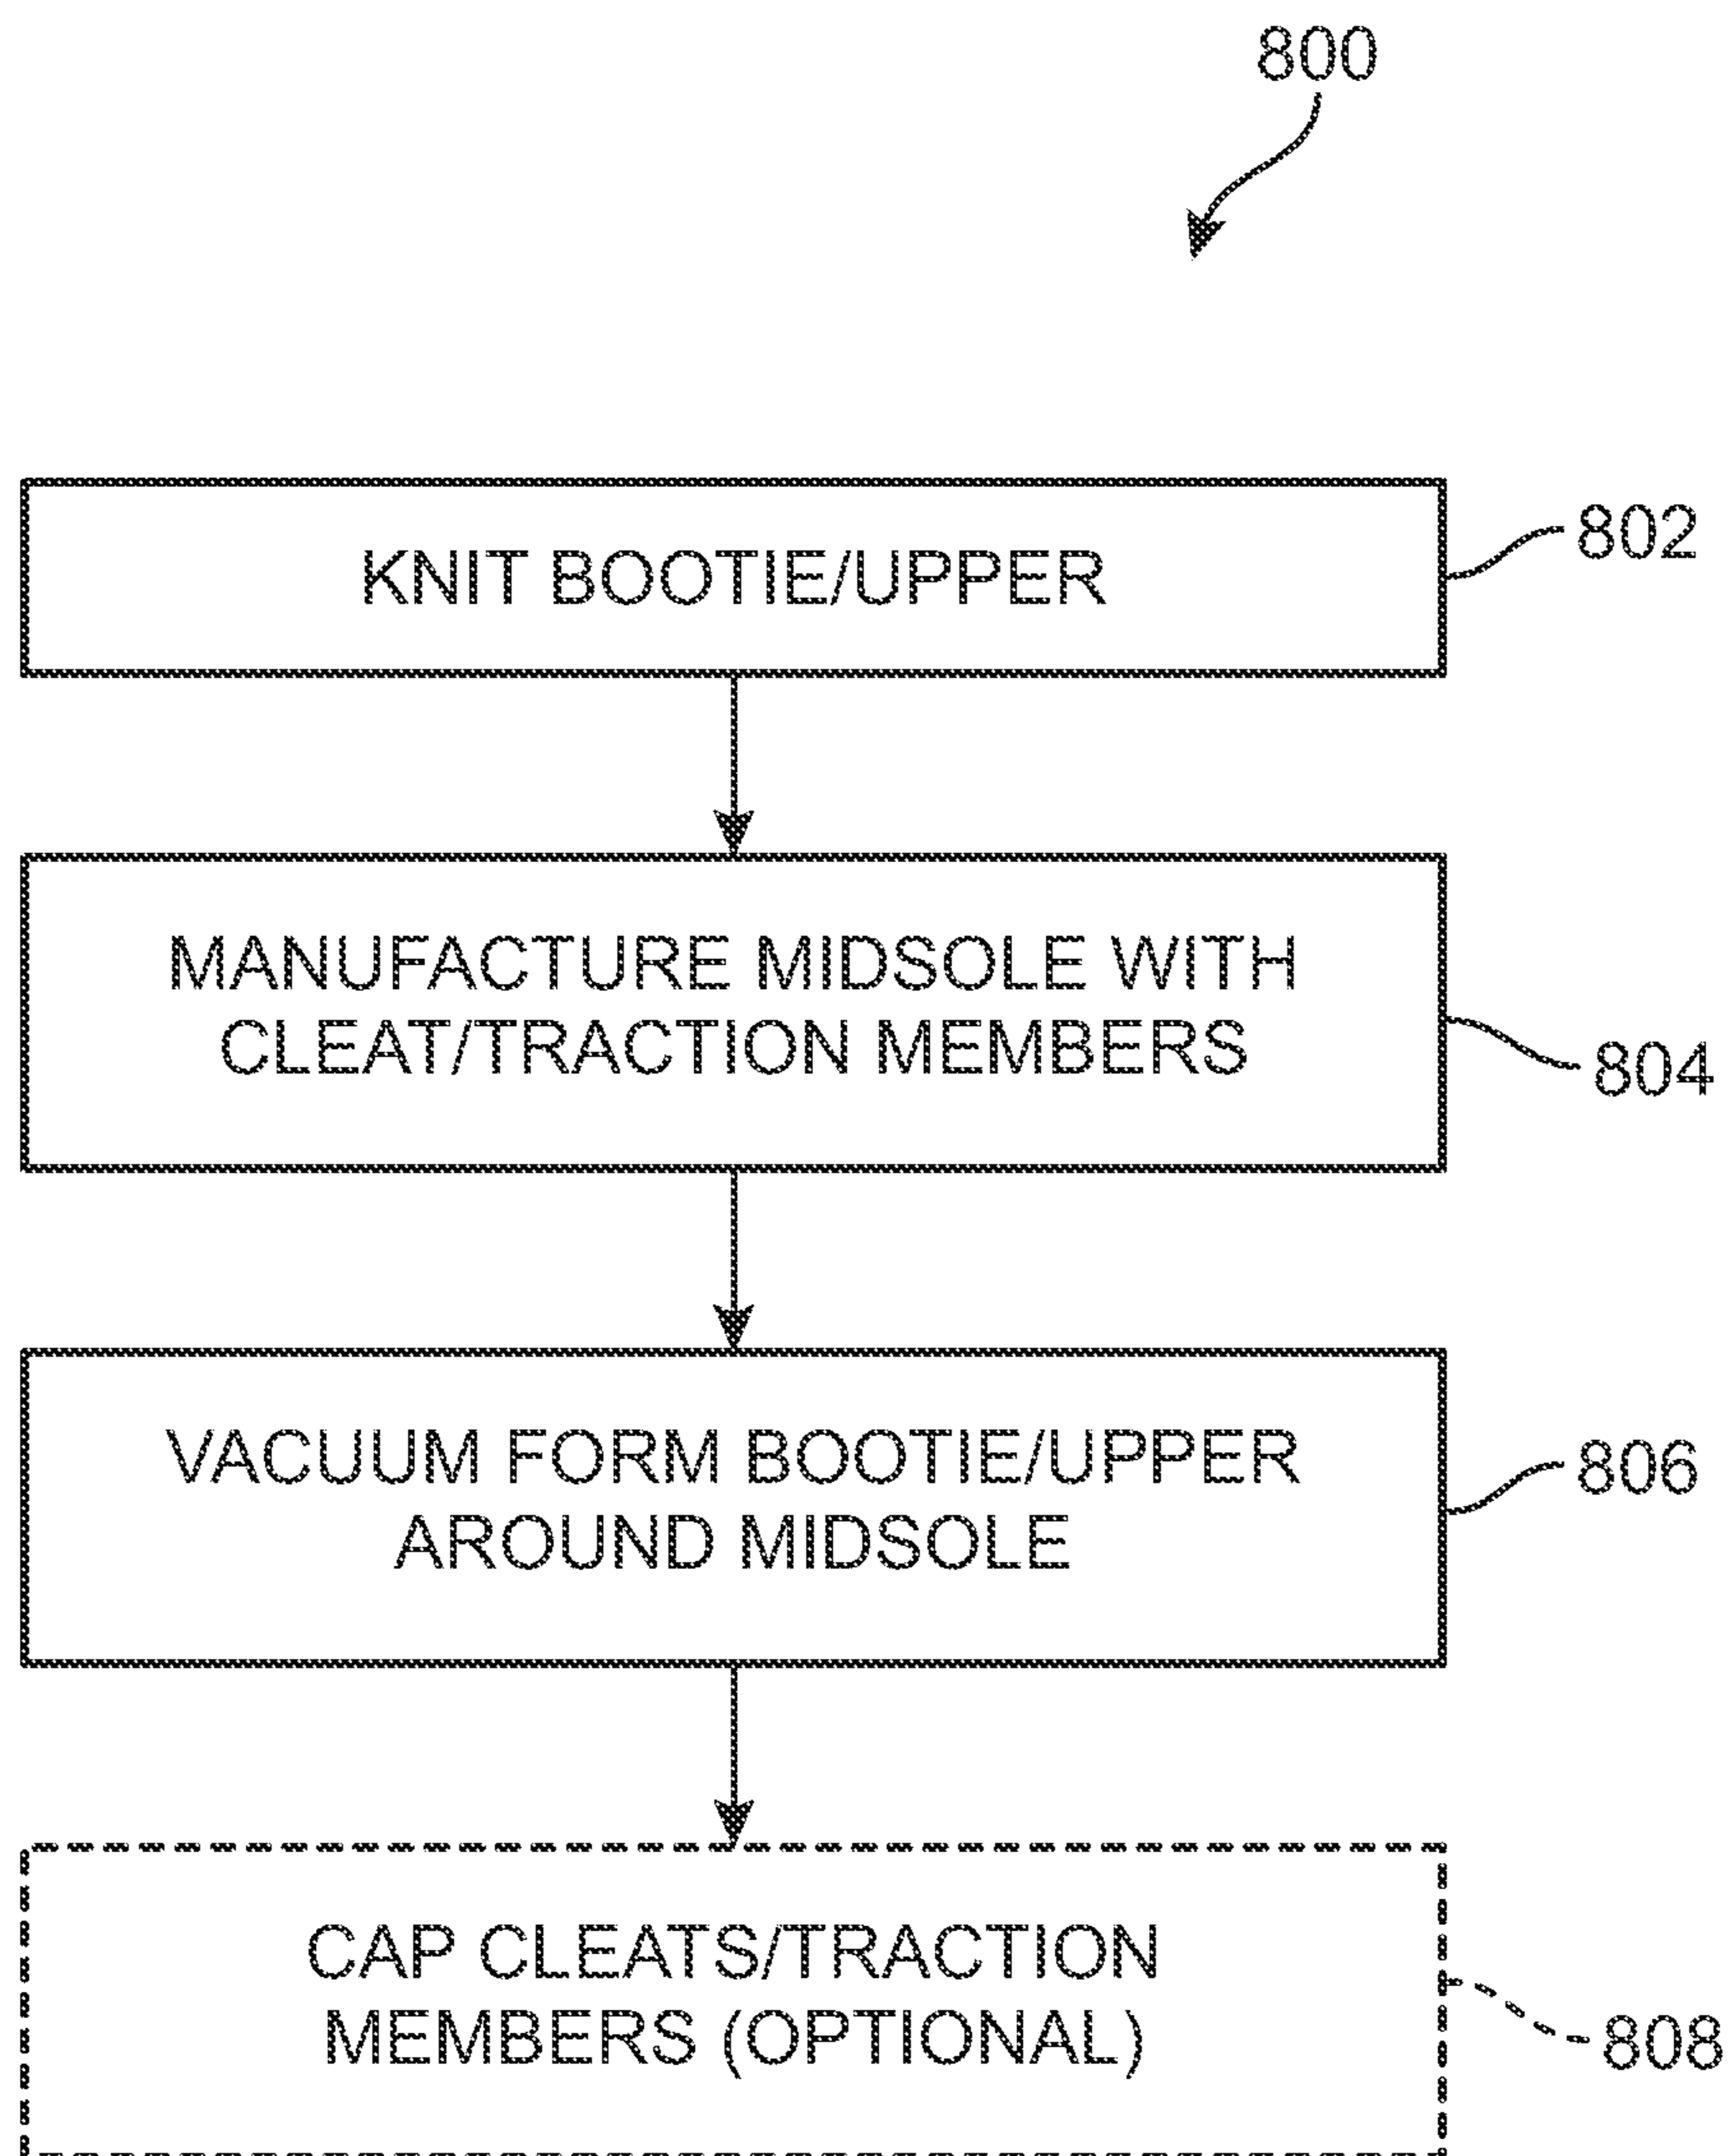 800
KNIT BOOTIE/UPPER
802
MANUFACTURE MIDSOLE WITH
CLEAT/TRACTION MEMBERS
804
VACUUM FORM BOOTIE/UPPER
AROUND MIDSOLE
806
CAP CLEATS/TRACTION
MEMBERS (OPTIONAL)
808